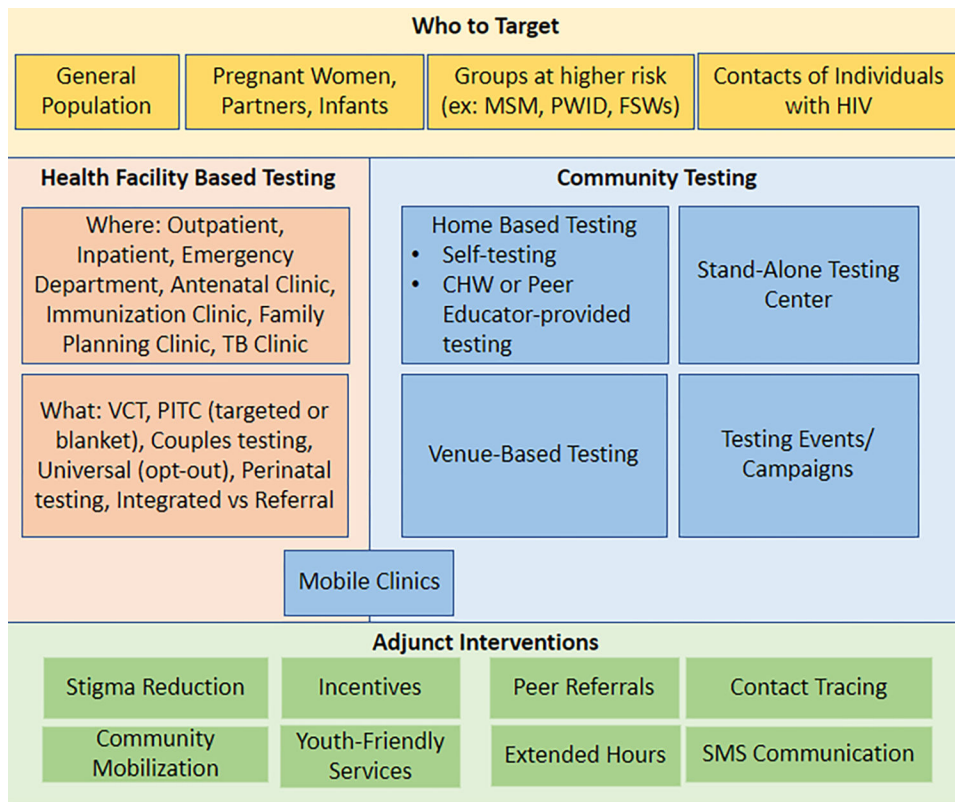 Who to Target
General
Population
Pregnant Women,
Partners, Infants
Groups at higher risk
(ex: MSM, PWID, FSWs)
Contacts of Individuals
with HIV
Health Facility Based Testing
Where: Outpatient,
Inpatient, Emergency
Department, Antenatal Clinic,
Immunization Clinic, Family
Planning Clinic, TB Clinic
What: VCT, PITC (targeted or
blanket), Couples testing,
Universal (opt-out), Perinatal
testing, Integrated vs Referral
Community Testing
Home Based Testing
• Self-testing
• CHW or Peer
Educator-provided
testing
Stand-Alone Testing
Center
Venue-Based Testing
Testing Events/
Campaigns
Mobile Clinics
Adjunct Interventions
Stigma Reduction
Incentives
Peer Referrals
Contact Tracing
Community
Mobilization
Youth-Friendly
Services
Extended Hours
SMS Communication